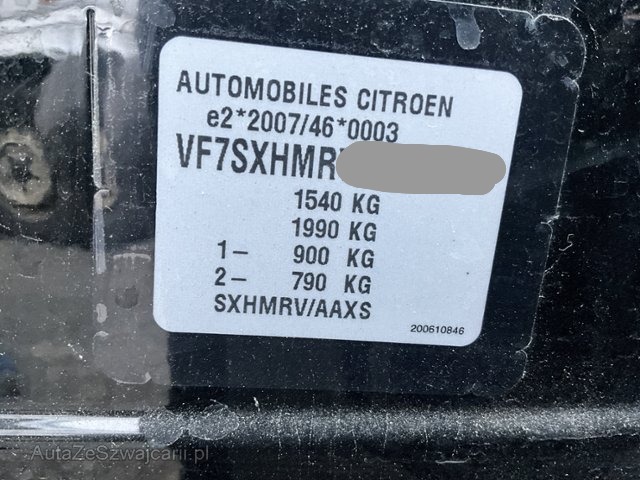 AUTOMOBILES CITROEN
e2*2007/46*0003
VF7SXHMR
1540 KG
1990 KG
1- 900 KG
2- 790 KG
SXHMRV/AAXS
200610846
AutaZeSzwajcarii.pl